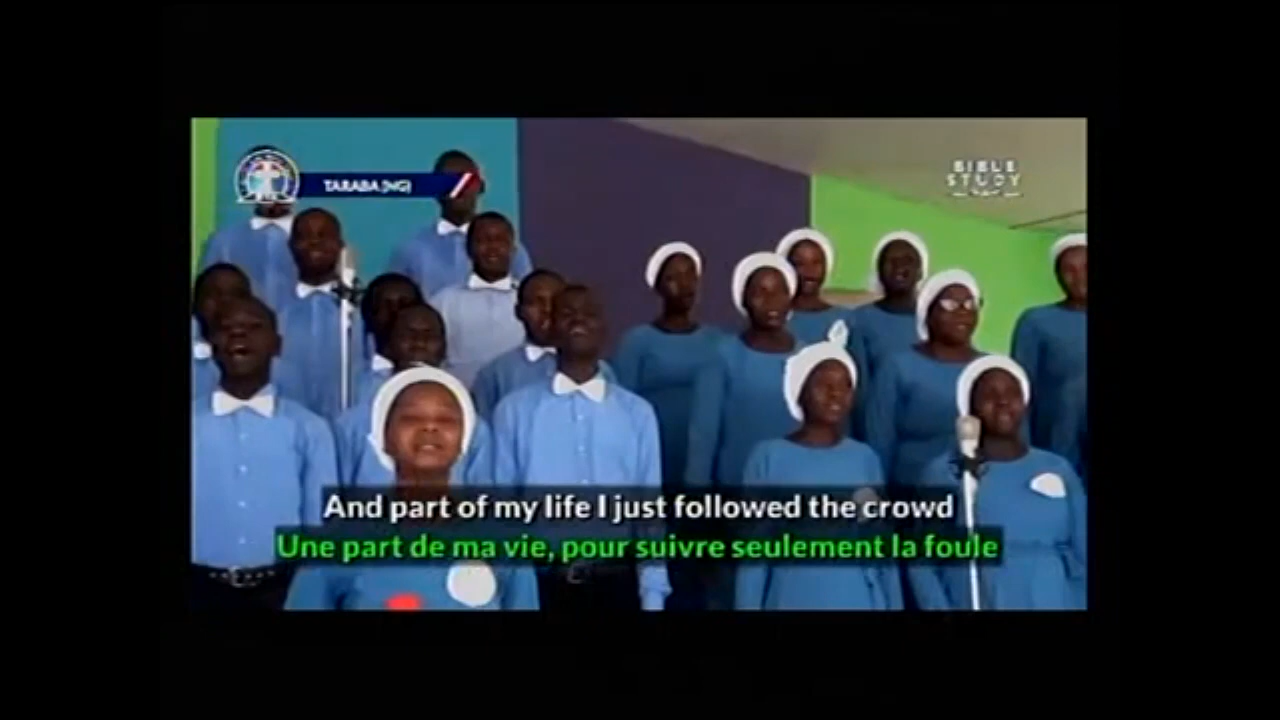 TARABA (NG)
BIBLE
STUDY
And part of my life I just followed the crowd
Une part de ma vie, pour suivre seulement la foule